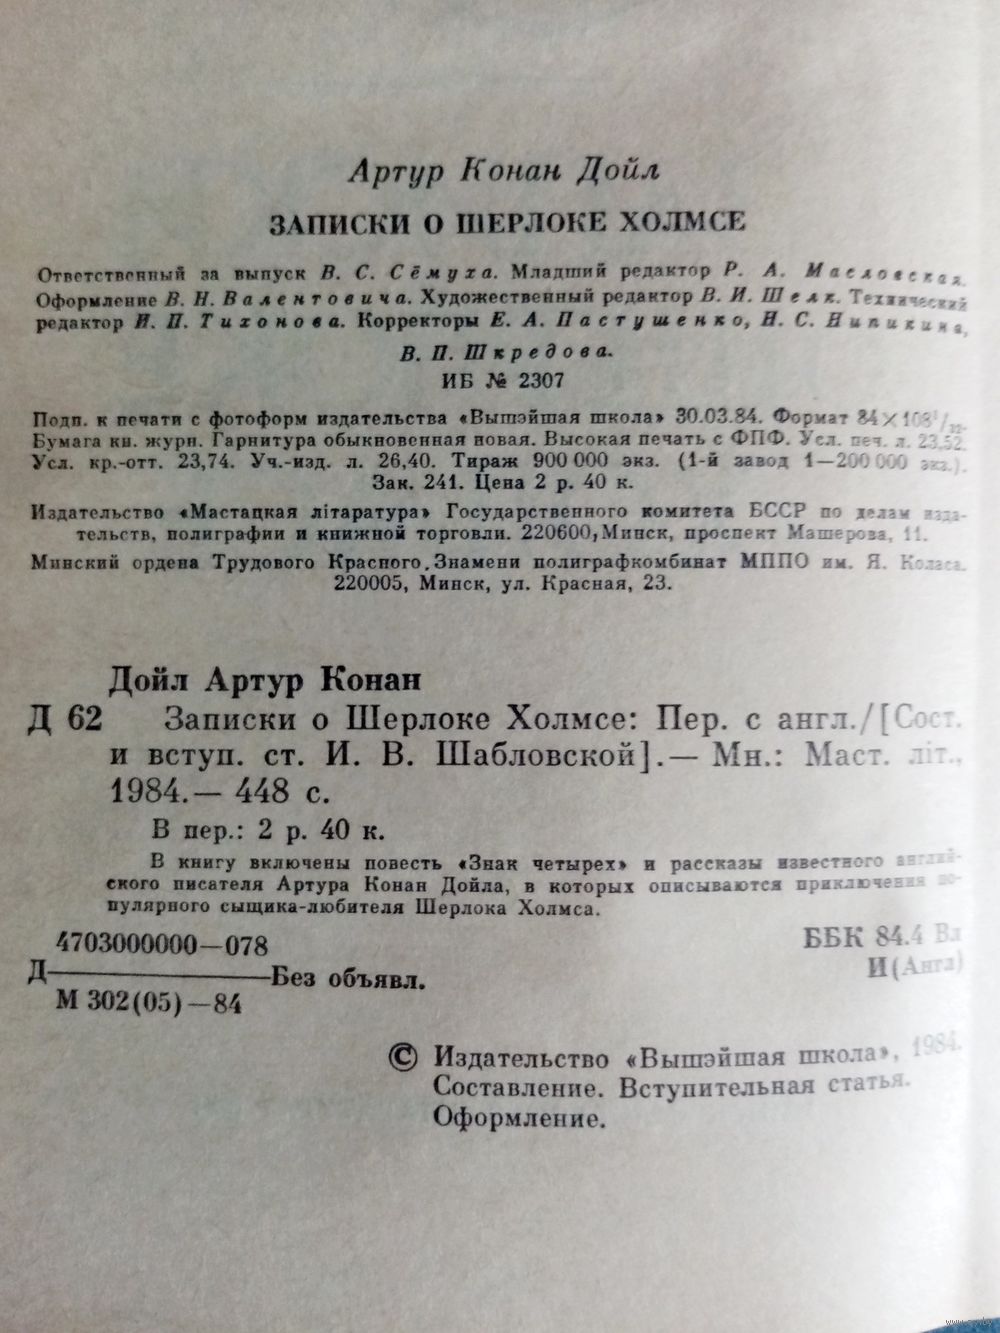 Артур Конан Дойл
ЗАПИСКИ О ШЕРЛОКЕ ХОЛМСЕ
Ответственный за выпуск В. С. Сёмуха. Младший редактор Р. А. Масловская.
Оформление В. Н. Валентовича. Художественный редактор В. И. Шелк. Технический
редактор И. П. Тихонова. Корректоры Е. А. Пастушенко, Н. С.
В. П. Шкредова.
ИБ № 2307
Подп. к печати с фотоформ издательства «Вышэйшая школа» 30.03.84. Формат 84×108¹/₃₂.
Бумага кн. журн. Гарнитура обыкновенная новая. Высокая печать с ФПФ. Усл. печ. л. 23,52.
Усл. кр.-отт. 23,74. Уч.-изд. л. 26,40. Тираж 900 000 экз. (1-й завод 1—200 000 экз.).
Зак. 241. Цена 2 р. 40 к.
Издательство «Мастацкая літаратура» Государственного комитета БССР по делам изда-
тельств, полиграфии и книжной торговли. 220600, Минск, проспект Машерова, 11.
Минский ордена Трудового Красного Знамени полиграфкомбинат МППО им. Я. Коласа.
220005, Минск, ул. Красная, 23.
Дойл Артур Конан
Д 62 Записки о Шерлоке Холмсе: Пер. с англ./[Сост.
и вступ. ст. И. В. Шабловской].— Мн.: Маст. літ.,
1984.— 448 с.
В пер.: 2 р. 40 к.
В книгу включены повесть «Знак четырех» и рассказы известного англий-
ского писателя Артура Конан Дойла, в которых описываются приключения по-
пулярного сыщика-любителя Шерлока Холмса.
4703000000—078
Д———Без объявл.
М 302(05)—84
ББК 84.4 Вл
И(Англ)
© Издательство «Вышэйшая школа», 1984.
Составление. Вступительная статья.
Оформление.